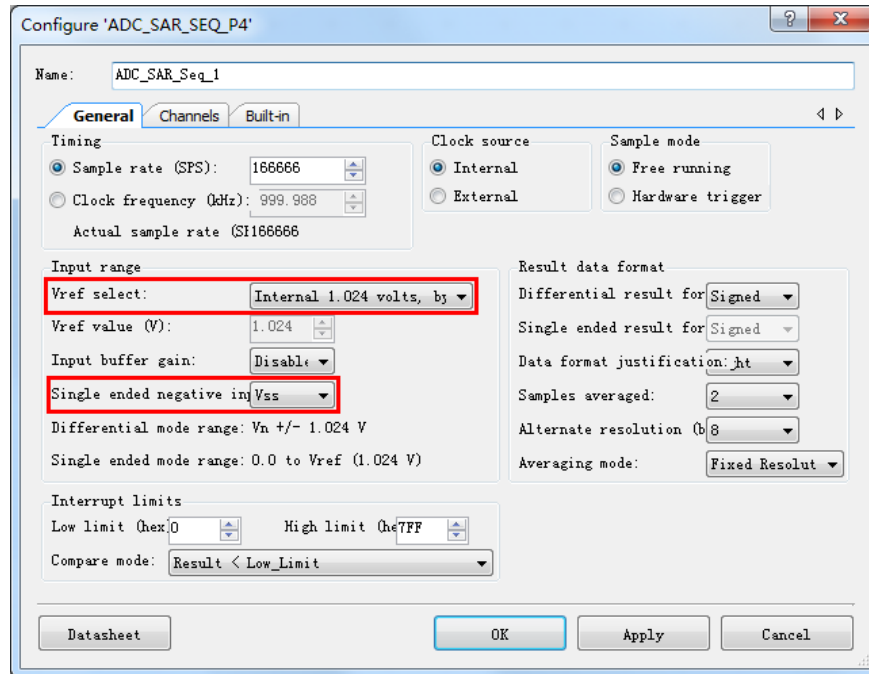 Configure 'ADC_SAR_SEQ_P4'
Name: ADC_SAR_Seq_1
General Channels Built-in
Timing
Sample rate (SPS): 166666
Clock frequency (kHz): 999.988
Actual sample rate (SI166666
Clock source
Internal
External
Sample mode
Free running
Hardware trigger
Input range
Vref select: Internal 1.024 volts, by
Vref value (V): 1.024
Input buffer gain: Disable
Single ended negative inp Vss
Differential mode range: Vn +/- 1.024 V
Single ended mode range: 0.0 to Vref (1.024 V)
Result data format
Differential result for Signed
Single ended result for Signed
Data format justification: ht
Samples averaged: 2
Alternate resolution (b 8
Averaging mode: Fixed Resolut
Interrupt limits
Low limit (hex) 0 High limit (he 7FF
Compare mode: Result < Low_Limit
Datasheet OK Apply Cancel